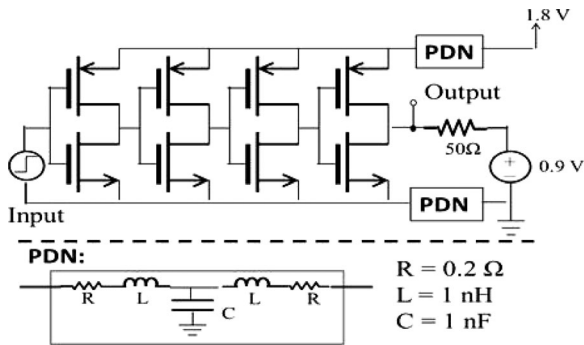 1.8 V
PDN
Output
50Ω
0.9 V
PDN
Input
PDN:
R
L
C
L
R
R = 0.2 Ω
L = 1 nH
C = 1 nF